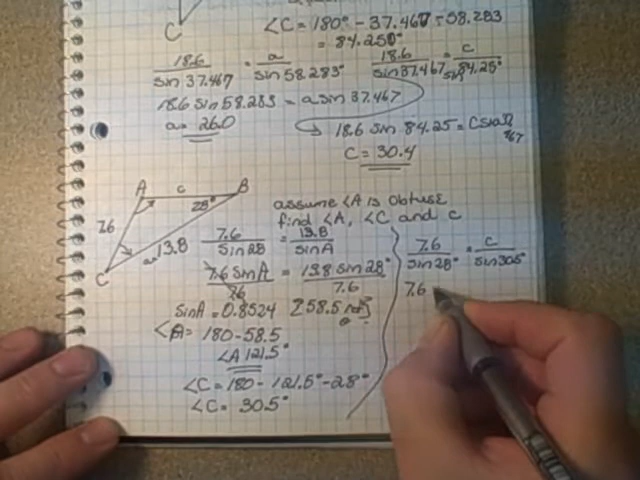 C
∠C = 180° - 37.467 - 58.283
= 84.250°
18.6 / sin 37.467 = a / sin 58.283°
18.6 / sin 37.467 = c / sin 84.25°
18.6 sin 58.283 = a sin 37.467
a = 26.0
18.6 sin 84.25 = C sin 37.467
C = 30.4
A c B
28°
7.6
a 13.8
C
assume ∠A is obtuse
find ∠A, ∠C and c
7.6 / sin 28 = 13.8 / sin A
7.6 sin A / 7.6 = 13.8 sin 28° / 7.6
sin A = 0.8524 [58.5 ref]
∠A = 180 - 58.5
∠A 121.5°
∠C = 180 - 121.5° - 28°
∠C = 30.5°
7.6 / sin 28° = c / sin 30.5°
7.6